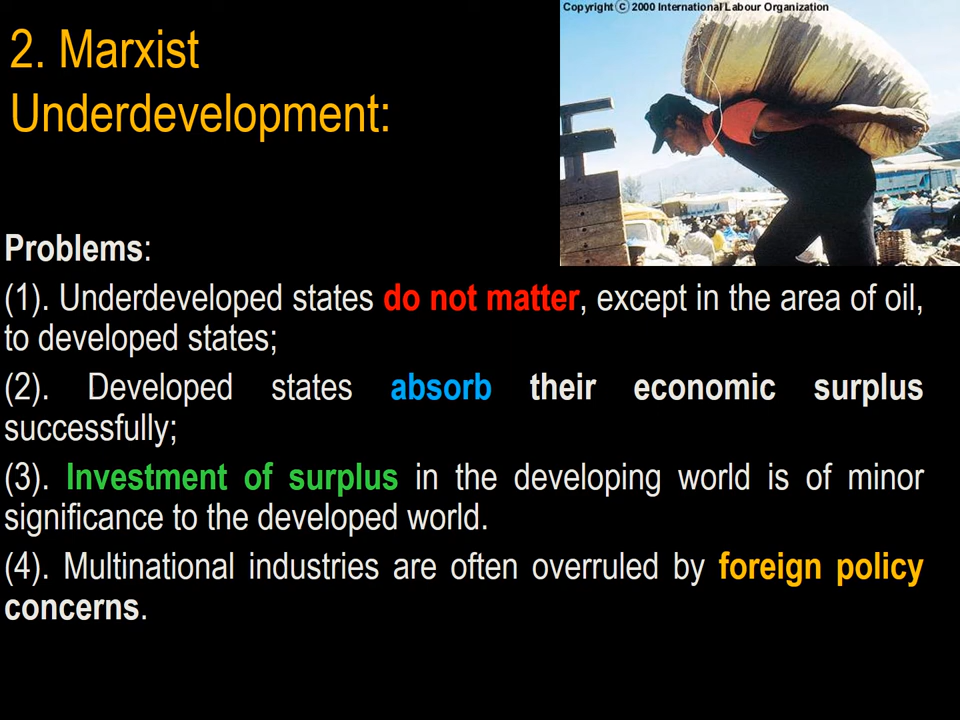 Copyright © 2000 International Labour Organization
2. Marxist
Underdevelopment:
Problems:
(1). Underdeveloped states do not matter, except in the area of oil,
to developed states;
(2). Developed states absorb their economic surplus
successfully;
(3). Investment of surplus in the developing world is of minor
significance to the developed world.
(4). Multinational industries are often overruled by foreign policy
concerns.